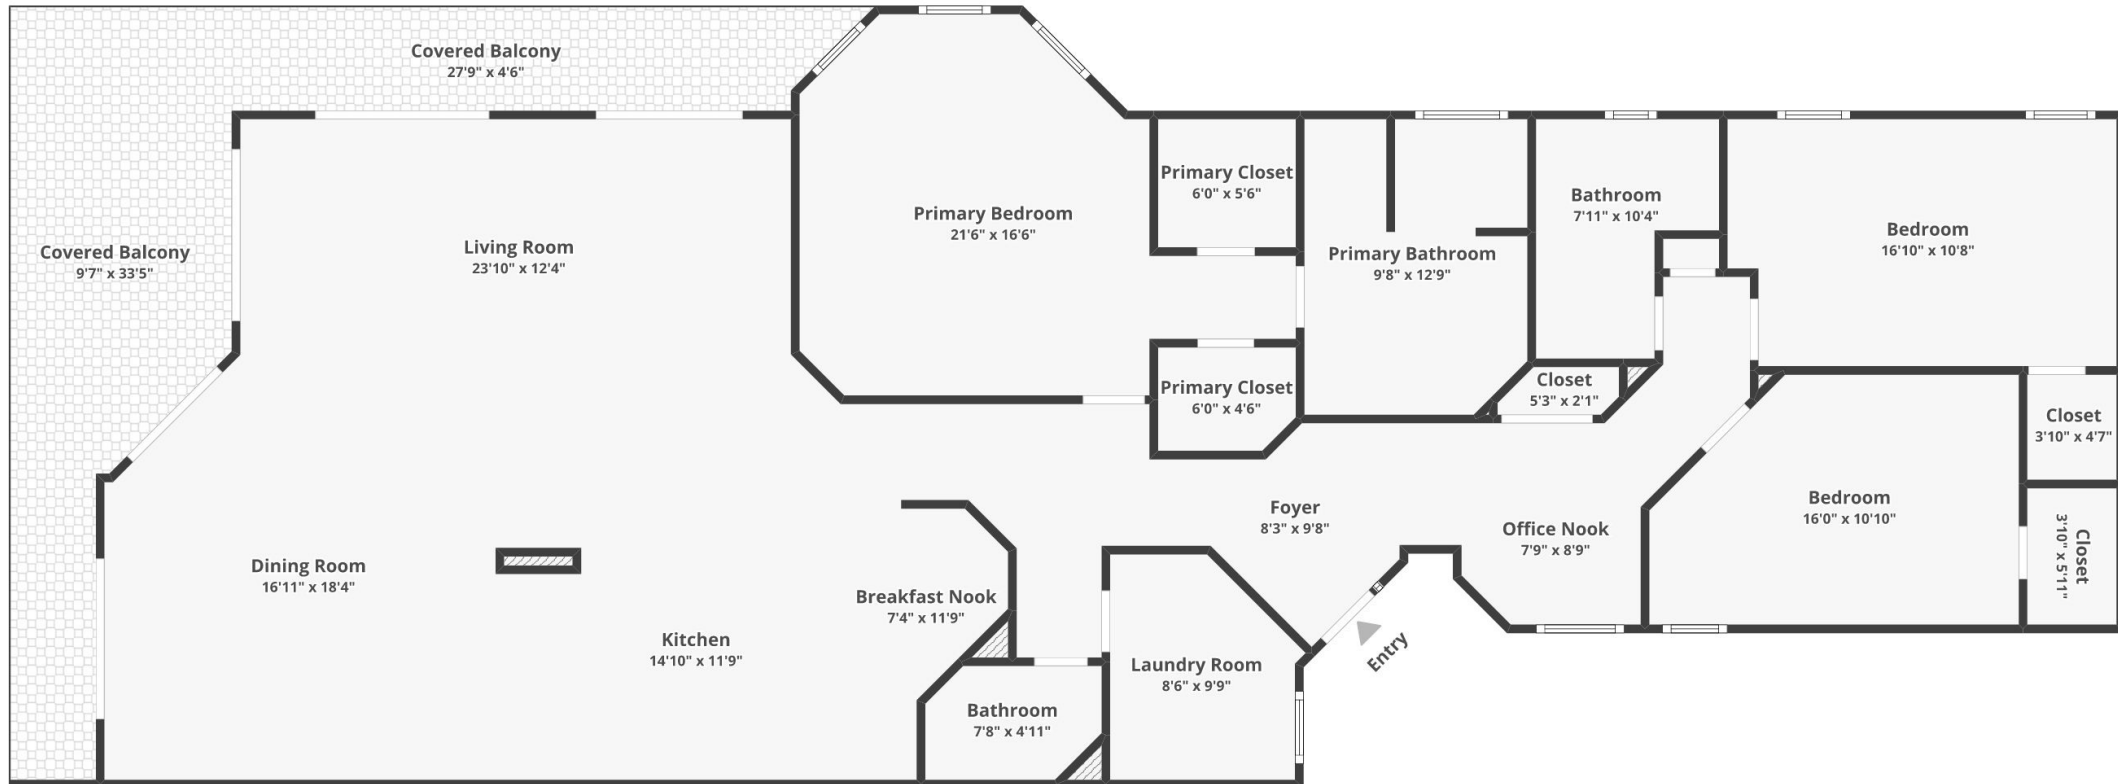 Covered Balcony
27'9" x 4'6"
Covered Balcony
9'7" x 33'5"
Living Room
23'10" x 12'4"
Primary Bedroom
21'6" x 16'6"
Primary Closet
6'0" x 5'6"
Primary Bathroom
9'8" x 12'9"
Bathroom
7'11" x 10'4"
Bedroom
16'10" x 10'8"
Primary Closet
6'0" x 4'6"
Closet
5'3" x 2'1"
Closet
3'10" x 4'7"
Dining Room
16'11" x 18'4"
Kitchen
14'10" x 11'9"
Breakfast Nook
7'4" x 11'9"
Foyer
8'3" x 9'8"
Office Nook
7'9" x 8'9"
Bedroom
16'0" x 10'10"
Closet
3'10" x 5'11"
Entry
Laundry Room
8'6" x 9'9"
Bathroom
7'8" x 4'11"